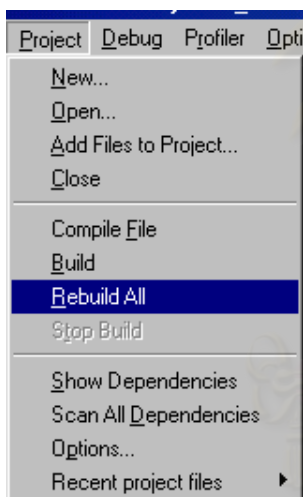 Project Debug Profiler Opti
New...
Open...
Add Files to Project...
Close
Compile File
Build
Rebuild All
Stop Build
Show Dependencies
Scan All Dependencies
Options...
Recent project files